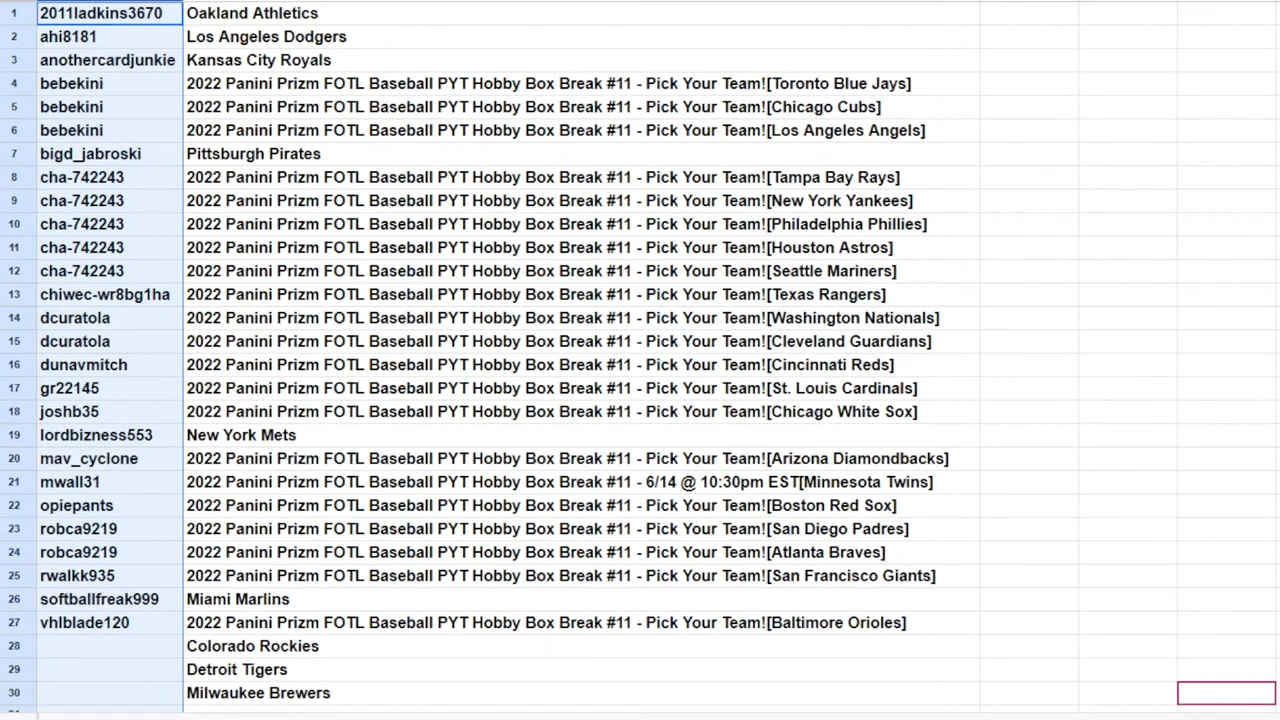 1 2011ladkins3670 Oakland Athletics
2 ahi8181 Los Angeles Dodgers
3 anothercardjunkie Kansas City Royals
4 bebekini 2022 Panini Prizm FOTL Baseball PYT Hobby Box Break #11 - Pick Your Team![Toronto Blue Jays]
5 bebekini 2022 Panini Prizm FOTL Baseball PYT Hobby Box Break #11 - Pick Your Team![Chicago Cubs]
6 bebekini 2022 Panini Prizm FOTL Baseball PYT Hobby Box Break #11 - Pick Your Team![Los Angeles Angels]
7 bigd_jabroski Pittsburgh Pirates
8 cha-742243 2022 Panini Prizm FOTL Baseball PYT Hobby Box Break #11 - Pick Your Team![Tampa Bay Rays]
9 cha-742243 2022 Panini Prizm FOTL Baseball PYT Hobby Box Break #11 - Pick Your Team![New York Yankees]
10 cha-742243 2022 Panini Prizm FOTL Baseball PYT Hobby Box Break #11 - Pick Your Team![Philadelphia Phillies]
11 cha-742243 2022 Panini Prizm FOTL Baseball PYT Hobby Box Break #11 - Pick Your Team![Houston Astros]
12 cha-742243 2022 Panini Prizm FOTL Baseball PYT Hobby Box Break #11 - Pick Your Team![Seattle Mariners]
13 chiwec-wr8bg1ha 2022 Panini Prizm FOTL Baseball PYT Hobby Box Break #11 - Pick Your Team![Texas Rangers]
14 dcuratola 2022 Panini Prizm FOTL Baseball PYT Hobby Box Break #11 - Pick Your Team![Washington Nationals]
15 dcuratola 2022 Panini Prizm FOTL Baseball PYT Hobby Box Break #11 - Pick Your Team![Cleveland Guardians]
16 dunavmitch 2022 Panini Prizm FOTL Baseball PYT Hobby Box Break #11 - Pick Your Team![Cincinnati Reds]
17 gr22145 2022 Panini Prizm FOTL Baseball PYT Hobby Box Break #11 - Pick Your Team![St. Louis Cardinals]
18 joshb35 2022 Panini Prizm FOTL Baseball PYT Hobby Box Break #11 - Pick Your Team![Chicago White Sox]
19 lordbizness553 New York Mets
20 mav_cyclone 2022 Panini Prizm FOTL Baseball PYT Hobby Box Break #11 - Pick Your Team![Arizona Diamondbacks]
21 mwall31 2022 Panini Prizm FOTL Baseball PYT Hobby Box Break #11 - 6/14 @ 10:30pm EST[Minnesota Twins]
22 opiepants 2022 Panini Prizm FOTL Baseball PYT Hobby Box Break #11 - Pick Your Team![Boston Red Sox]
23 robca9219 2022 Panini Prizm FOTL Baseball PYT Hobby Box Break #11 - Pick Your Team![San Diego Padres]
24 robca9219 2022 Panini Prizm FOTL Baseball PYT Hobby Box Break #11 - Pick Your Team![Atlanta Braves]
25 rwalkk935 2022 Panini Prizm FOTL Baseball PYT Hobby Box Break #11 - Pick Your Team![San Francisco Giants]
26 softballfreak999 Miami Marlins
27 vhlblade120 2022 Panini Prizm FOTL Baseball PYT Hobby Box Break #11 - Pick Your Team![Baltimore Orioles]
28 Colorado Rockies
29 Detroit Tigers
30 Milwaukee Brewers